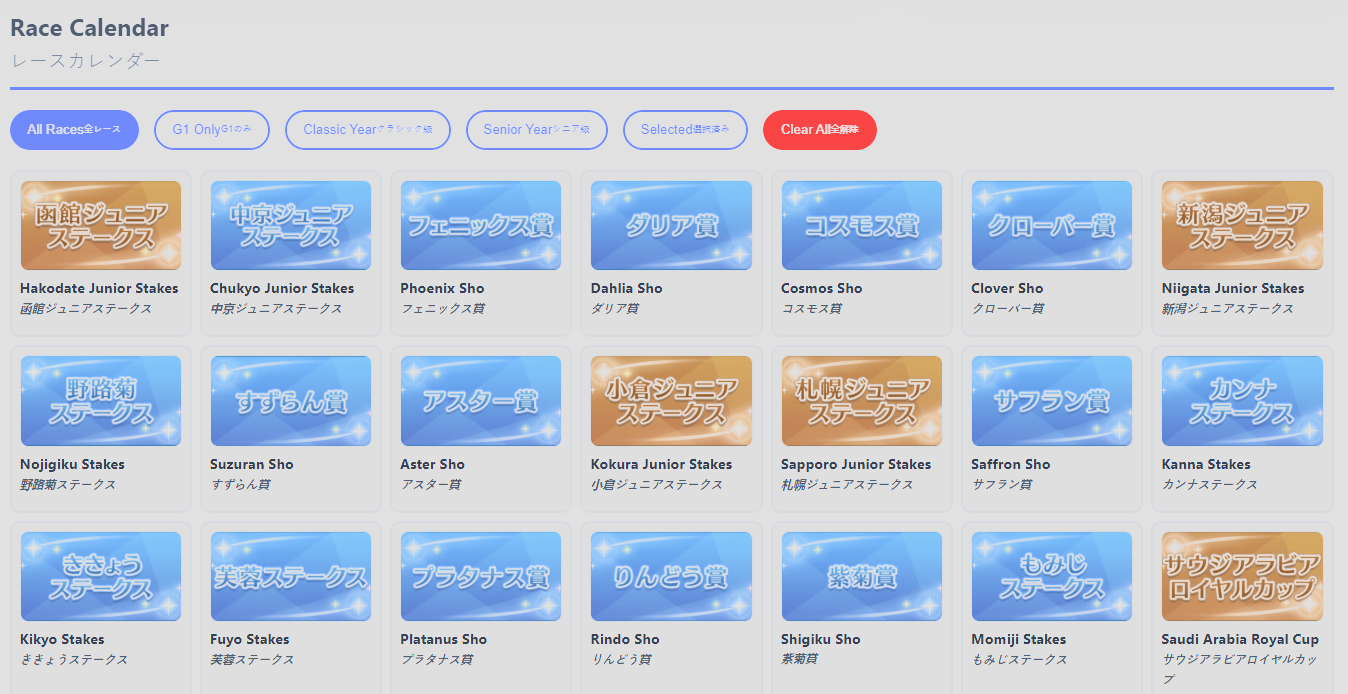 Race Calendar
レースカレンダー
All Races全レース
G1 OnlyG1のみ
Classic Yearクラシック級
Senior Yearシニア級
Selected選択済み
Clear All全解除
函館ジュニア
ステークス
中京ジュニア
ステークス
フェニックス賞
ダリア賞
コスモス賞
クローバー賞
新潟ジュニア
ステークス
Hakodate Junior Stakes
函館ジュニアステークス
Chukyo Junior Stakes
中京ジュニアステークス
Phoenix Sho
フェニックス賞
Dahlia Sho
ダリア賞
Cosmos Sho
コスモス賞
Clover Sho
クローバー賞
Niigata Junior Stakes
新潟ジュニアステークス
野路菊
ステークス
すずらん賞
アスター賞
小倉ジュニア
ステークス
札幌ジュニア
ステークス
サフラン賞
カンナ
ステークス
Nojigiku Stakes
野路菊ステークス
Suzuran Sho
すずらん賞
Aster Sho
アスター賞
Kokura Junior Stakes
小倉ジュニアステークス
Sapporo Junior Stakes
札幌ジュニアステークス
Saffron Sho
サフラン賞
Kanna Stakes
カンナステークス
ききょう
ステークス
芙蓉ステークス
プラタナス賞
りんどう賞
紫菊賞
もみじ
ステークス
サウジアラビア
ロイヤルカップ
Kikyo Stakes
ききょうステークス
Fuyo Stakes
芙蓉ステークス
Platanus Sho
プラタナス賞
Rindo Sho
りんどう賞
Shigiku Sho
紫菊賞
Momiji Stakes
もみじステークス
Saudi Arabia Royal Cup
サウジアラビアロイヤルカッ
プ